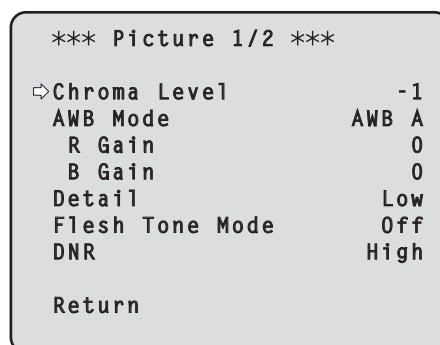 *** Picture 1/2 ***
⇨Chroma Level -1
AWB Mode AWB A
R Gain 0
B Gain 0
Detail Low
Flesh Tone Mode Off
DNR High
Return